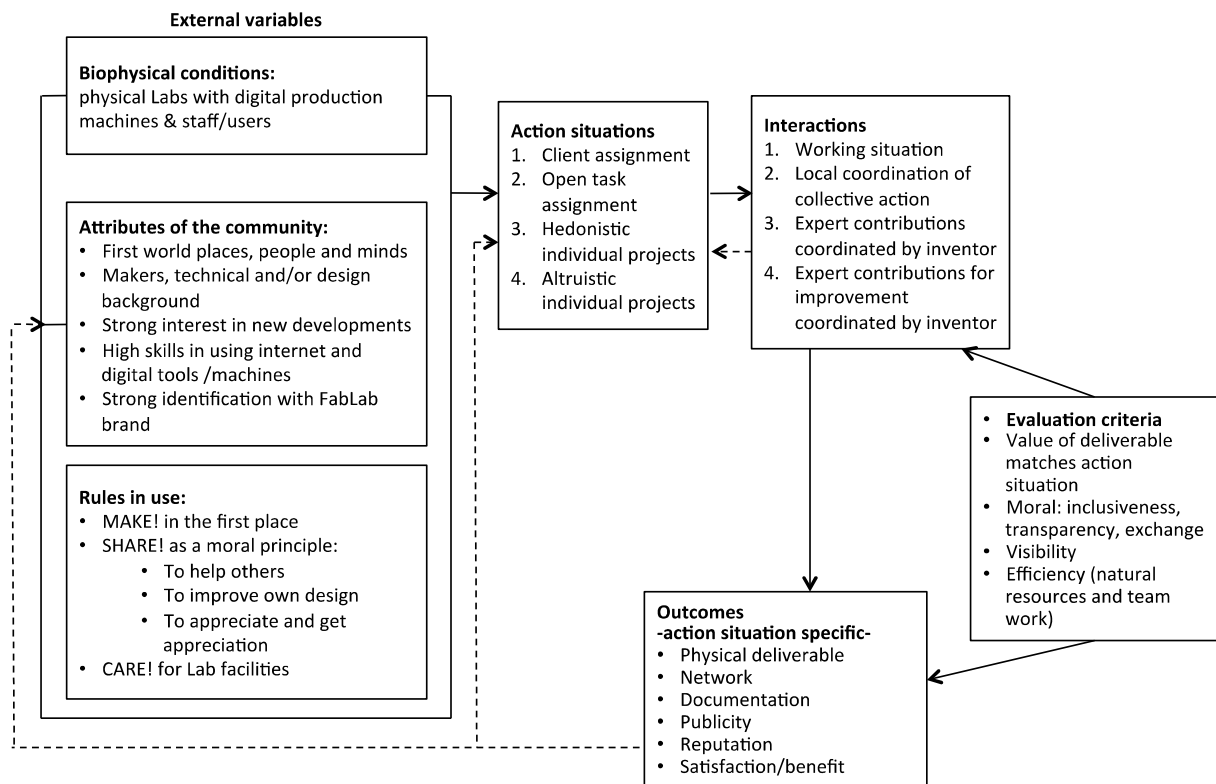 External variables
Biophysical conditions:
physical Labs with digital production
machines & staff/users
Attributes of the community:
• First world places, people and minds
• Makers, technical and/or design
background
• Strong interest in new developments
• High skills in using internet and
digital tools /machines
• Strong identification with FabLab
brand
Rules in use:
• MAKE! in the first place
• SHARE! as a moral principle:
• To help others
• To improve own design
• To appreciate and get
appreciation
• CARE! for Lab facilities
Action situations
1. Client assignment
2. Open task
assignment
3. Hedonistic
individual projects
4. Altruistic
individual projects
Interactions
1. Working situation
2. Local coordination of
collective action
3. Expert contributions
coordinated by inventor
4. Expert contributions for
improvement
coordinated by inventor
• Evaluation criteria
• Value of deliverable
matches action
situation
• Moral: inclusiveness,
transparency, exchange
• Visibility
• Efficiency (natural
resources and team
work)
Outcomes
-action situation specific-
• Physical deliverable
• Network
• Documentation
• Publicity
• Reputation
• Satisfaction/benefit